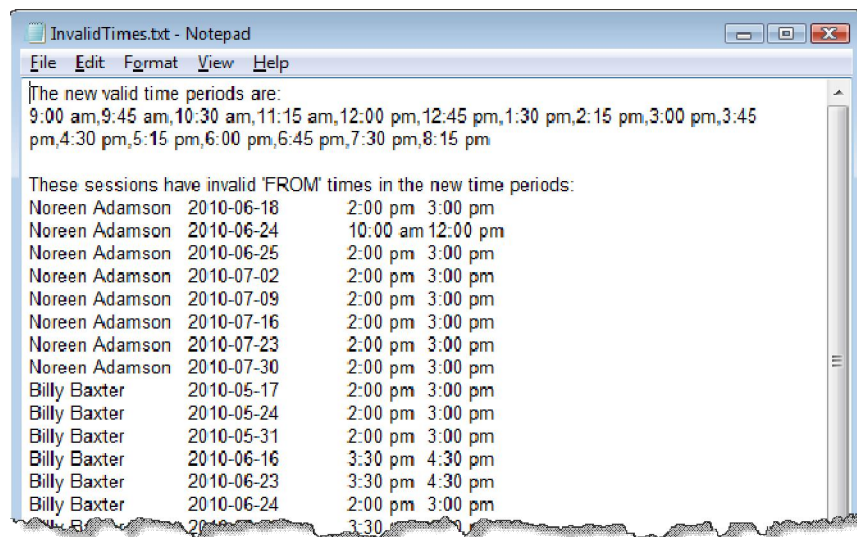 InvalidTimes.txt - Notepad
File Edit Format View Help
The new valid time periods are:
9:00 am,9:45 am,10:30 am,11:15 am,12:00 pm,12:45 pm,1:30 pm,2:15 pm,3:00 pm,3:45
pm,4:30 pm,5:15 pm,6:00 pm,6:45 pm,7:30 pm,8:15 pm
These sessions have invalid 'FROM' times in the new time periods:
Noreen Adamson 2010-06-18 2:00 pm 3:00 pm
Noreen Adamson 2010-06-24 10:00 am 12:00 pm
Noreen Adamson 2010-06-25 2:00 pm 3:00 pm
Noreen Adamson 2010-07-02 2:00 pm 3:00 pm
Noreen Adamson 2010-07-09 2:00 pm 3:00 pm
Noreen Adamson 2010-07-16 2:00 pm 3:00 pm
Noreen Adamson 2010-07-23 2:00 pm 3:00 pm
Noreen Adamson 2010-07-30 2:00 pm 3:00 pm
Billy Baxter 2010-05-17 2:00 pm 3:00 pm
Billy Baxter 2010-05-24 2:00 pm 3:00 pm
Billy Baxter 2010-05-31 2:00 pm 3:00 pm
Billy Baxter 2010-06-16 3:30 pm 4:30 pm
Billy Baxter 2010-06-23 3:30 pm 4:30 pm
Billy Baxter 2010-06-24 2:00 pm 3:00 pm
3:30